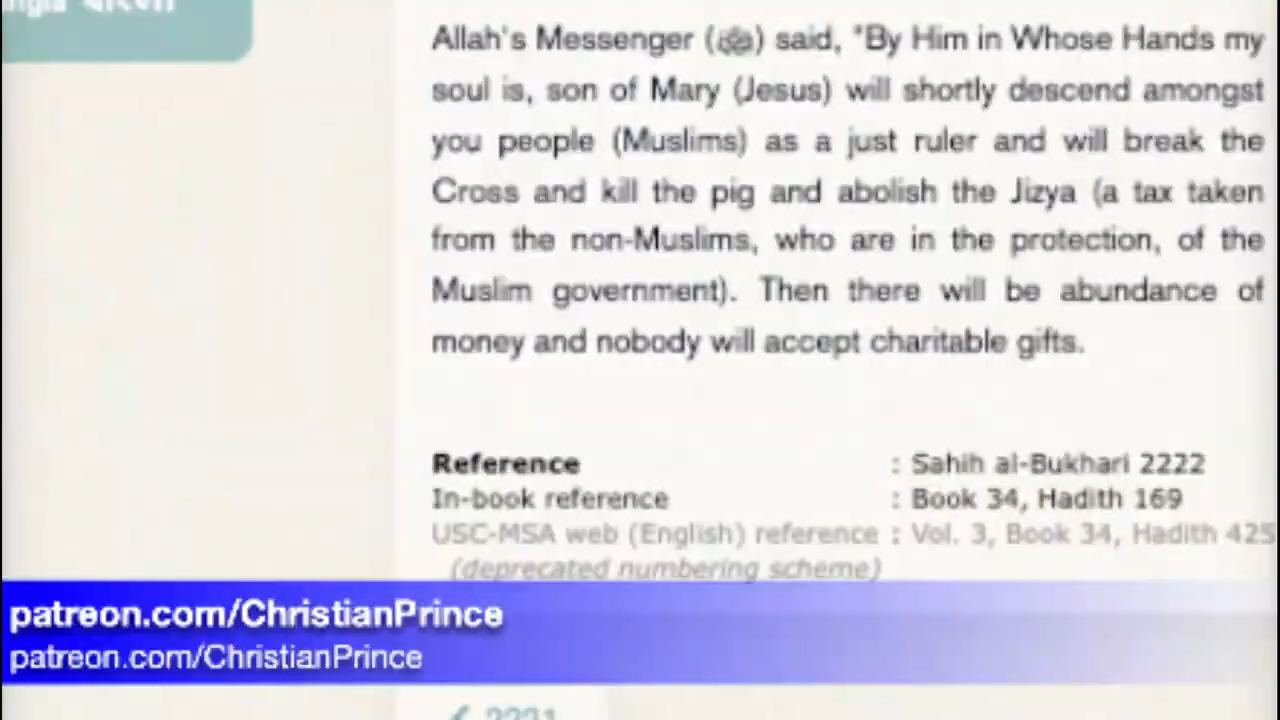 Allah's Messenger (ﷺ) said, "By Him in Whose Hands my
soul is, son of Mary (Jesus) will shortly descend amongst
you people (Muslims) as a just ruler and will break the
Cross and kill the pig and abolish the Jizya (a tax taken
from the non-Muslims, who are in the protection, of the
Muslim government). Then there will be abundance of
money and nobody will accept charitable gifts.
Reference : Sahih al-Bukhari 2222
In-book reference : Book 34, Hadith 169
USC-MSA web (English) reference : Vol. 3, Book 34, Hadith 425
(deprecated numbering scheme)
patreon.com/ChristianPrince
patreon.com/ChristianPrince